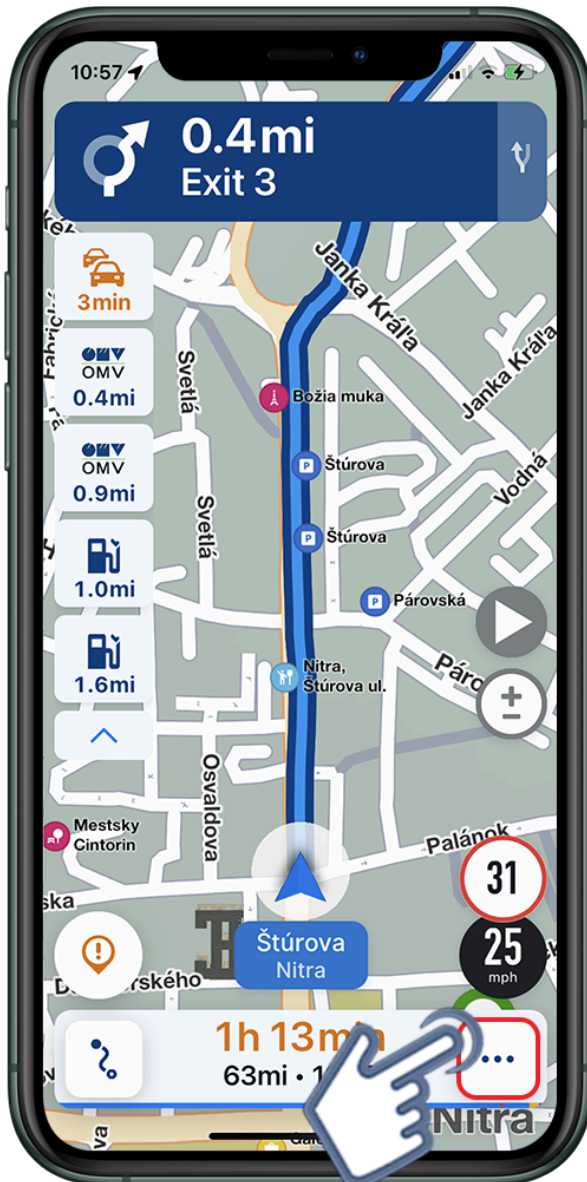 10:57
0.4mi
Exit 3
3min
OMV
0.4mi
OMV
0.9mi
1.0mi
1.6mi
Janka Kráľa
Janka Kráľa
Svetlá
Svetlá
Božia muka
P Štúrova
P Štúrova
Vodná
P Párovská
Nitra,
Štúrova ul.
Osvaldova
Mestsky
Cintorin
Palánok
31
25
mph
Štúrova
Nitra
1h 13min
63mi •
Nitra